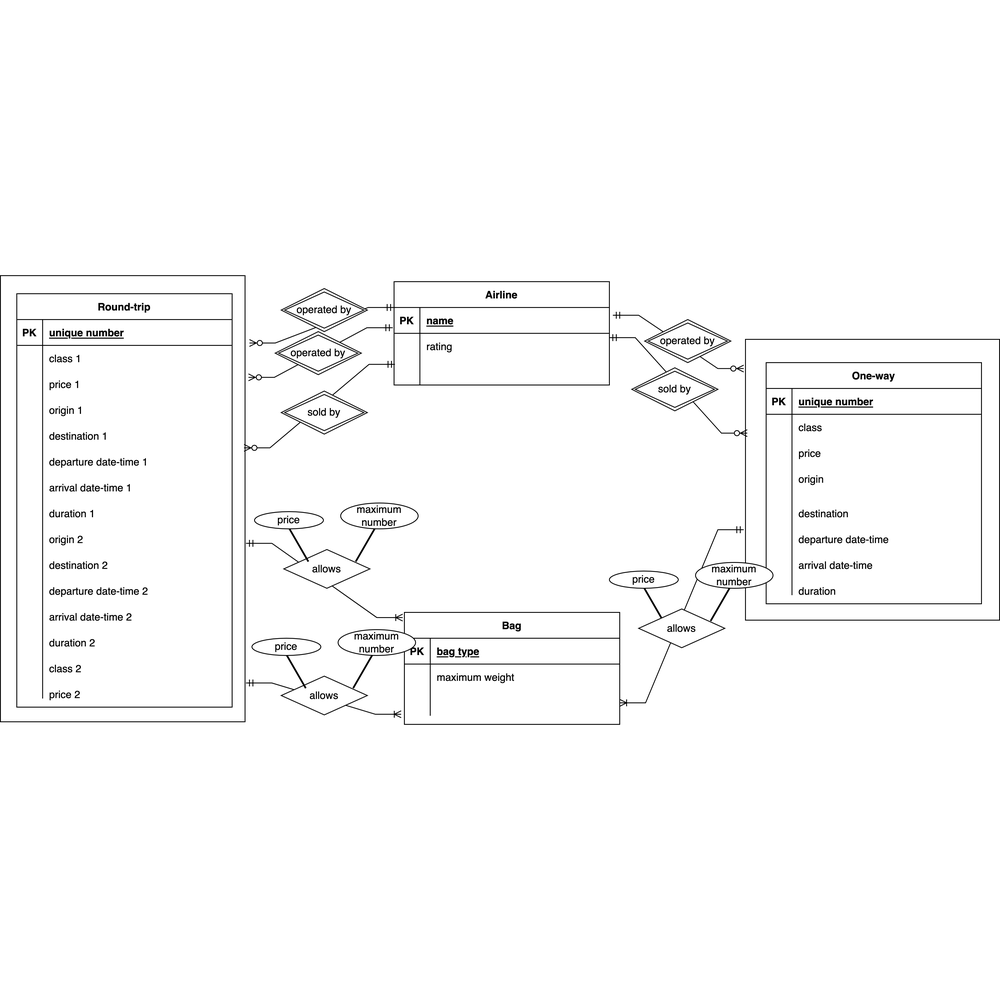 Round-trip
PK unique number
class 1
price 1
origin 1
destination 1
departure date-time 1
arrival date-time 1
duration 1
origin 2
destination 2
departure date-time 2
arrival date-time 2
duration 2
class 2
price 2
operated by
operated by
sold by
Airline
PK name
rating
operated by
sold by
One-way
PK unique number
class
price
origin
destination
departure date-time
arrival date-time
duration
price
maximum
number
allows
price
maximum
number
allows
Bag
PK bag type
maximum weight
price
maximum
number
allows